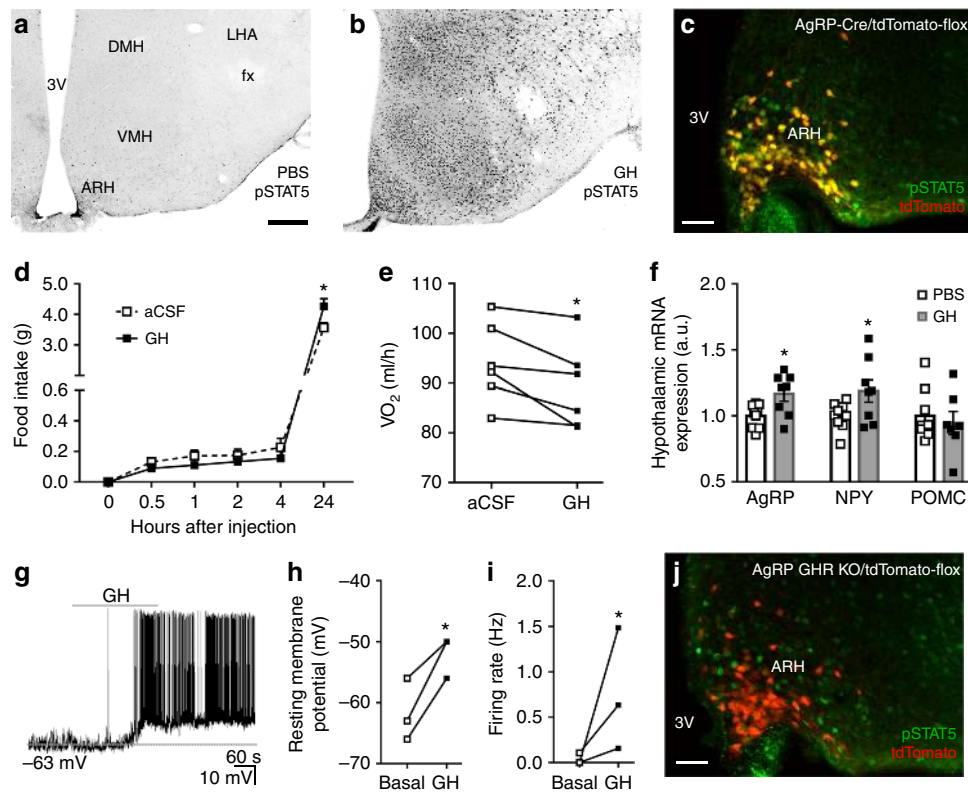 a
DMH
LHA
3V
fx
VMH
PBS
ARH
pSTAT5
b
GH
pSTAT5
c
AgRP-Cre/tdTomato-flox
3V
ARH
pSTAT5
tdTomato
d
Food intake (g)
5.0
4.0
3.0
0.6
0.4
0.2
0.0
aCSF
GH
*
0 0.5 1 2 4 24
Hours after injection
e
VO2 (ml/h)
110
100
90
80
70
*
aCSF GH
f
Hypothalamic mRNA
expression (a.u.)
2.0
1.5
1.0
0.5
PBS
GH
* *
AgRP NPY POMC
g
GH
–63 mV
60 s
10 mV
h
Resting membrane
potential (mV)
–40
–50
–60
–70
*
Basal GH
i
Firing rate (Hz)
2.0
1.5
1.0
0.5
0.0
*
Basal GH
j
AgRP GHR KO/tdTomato-flox
ARH
3V
pSTAT5
tdTomato